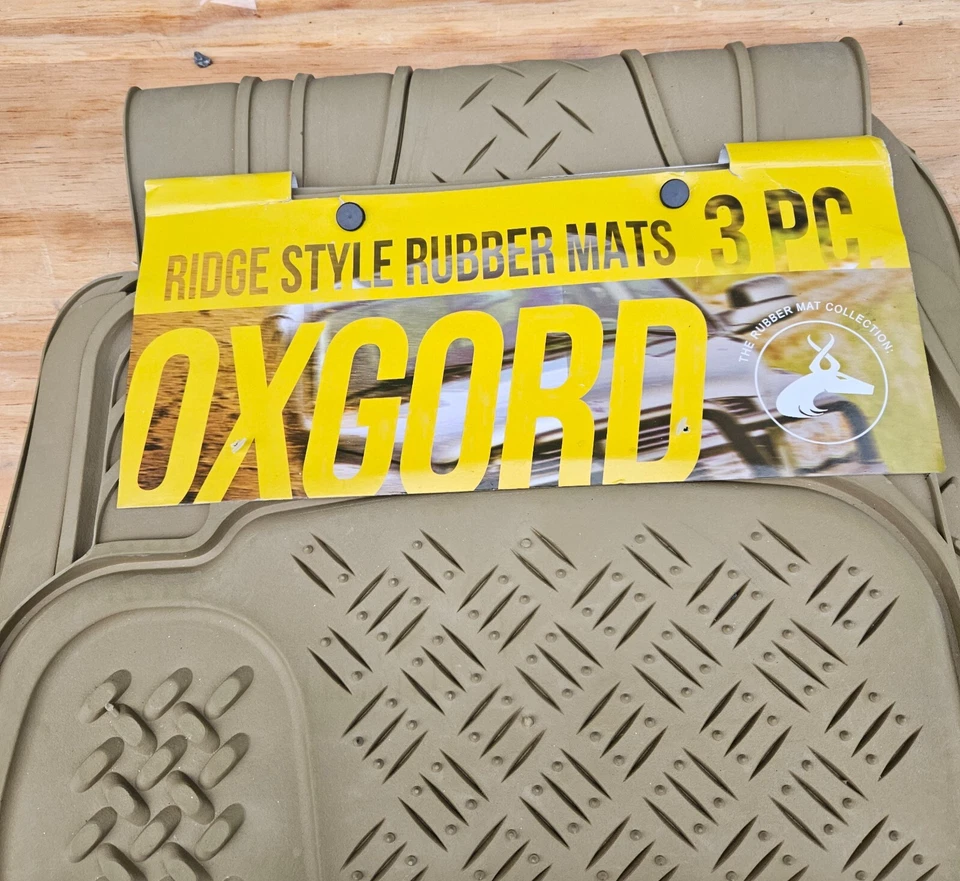 RIDGE STYLE RUBBER MATS 3 PC.
OXGORD
THE RUBBER MAT COLLECTION: